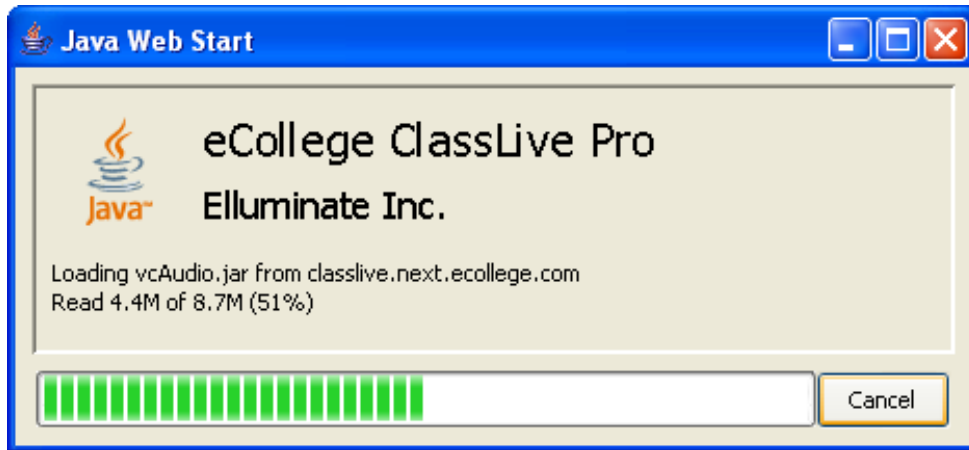 Java Web Start
eCollege ClassLive Pro
Java™
Elluminate Inc.
Loading vcAudio.jar from classlive.next.ecollege.com
Read 4.4M of 8.7M (51%)
Cancel